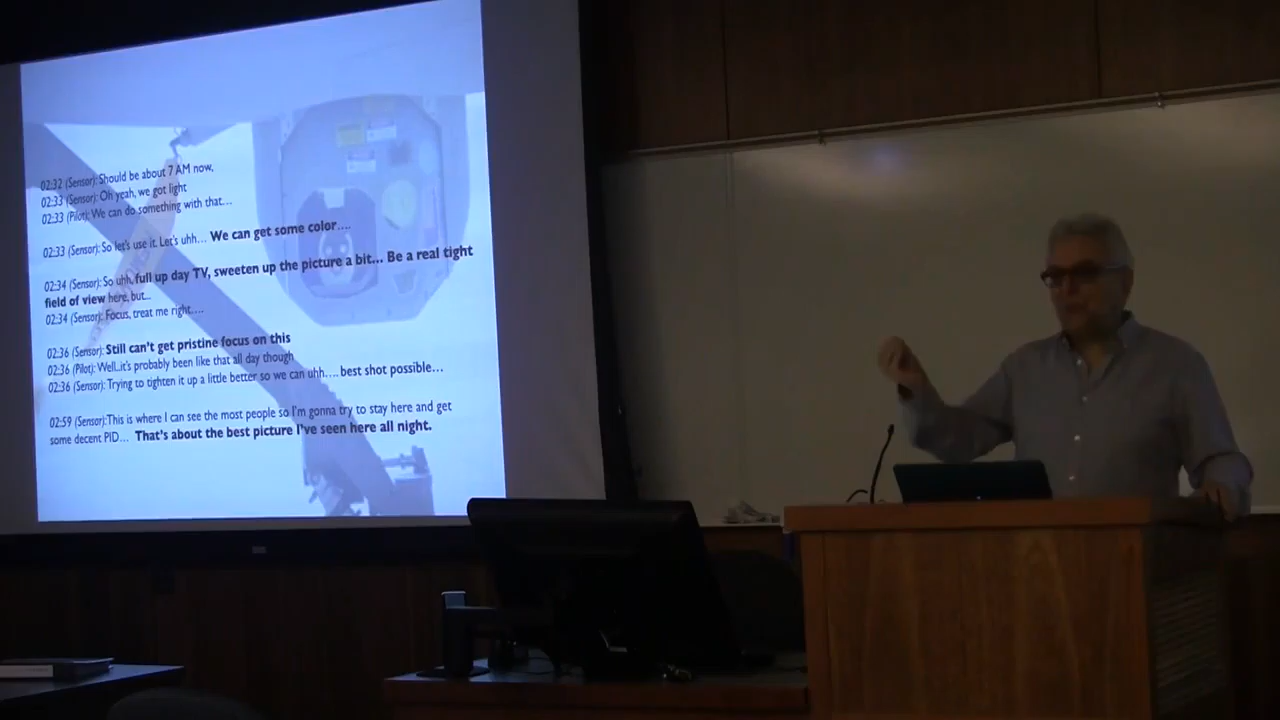 02:32 (Sensor): Should be about 7 AM now,
02:33 (Sensor): Oh yeah, we got light
02:33 (Pilot): We can do something with that...
02:33 (Sensor): So let's use it. Let's uhh... We can get some color....
02:34 (Sensor): So uhh, full up day TV, sweeten up the picture a bit... Be a real tight
field of view here, but...
02:34 (Sensor): Focus, treat me right....
02:36 (Sensor): Still can't get pristine focus on this
02:36 (Pilot): Well..it's probably been like that all day though
02:36 (Sensor): Trying to tighten it up a little better so we can uhh.... best shot possible...
02:59 (Sensor):This is where I can see the most people so I'm gonna try to stay here and get
some decent PID... That's about the best picture I've seen here all night.